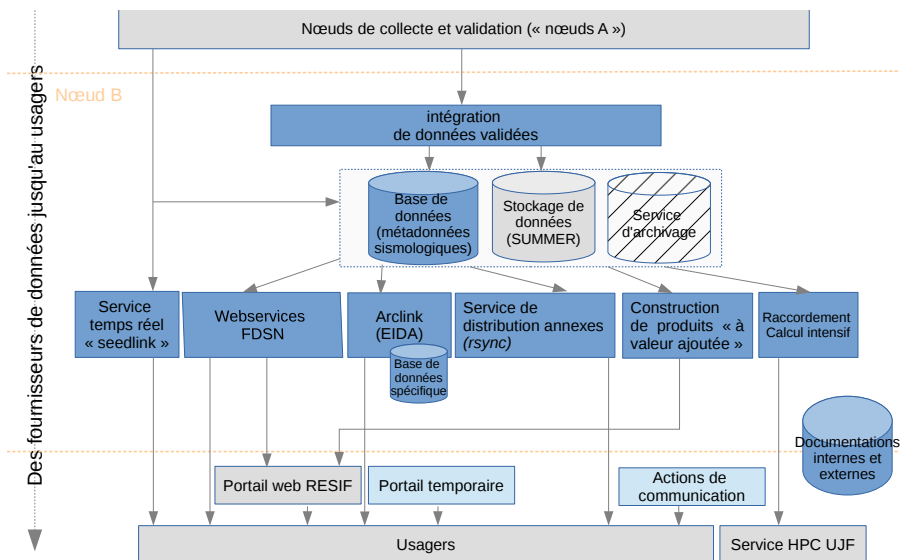 Nœuds de collecte et validation (« nœuds A »)
Des fournisseurs de données jusqu'au usagers
Nœud B
intégration
de données validées
Base de
données
(métadonnées
sismologiques)
Stockage de
données
(SUMMER)
Service
d'archivage
Service
temps réel
« seedlink »
Webservices
FDSN
Arclink
(EIDA)
Base de
données
spécifique
Service de
distribution annexes
(rsync)
Construction
de produits « à
valeur ajoutée »
Raccordement
Calcul intensif
Documentations
internes et
externes
Portail web RESIF
Portail temporaire
Actions de
communication
Usagers
Service HPC UJF